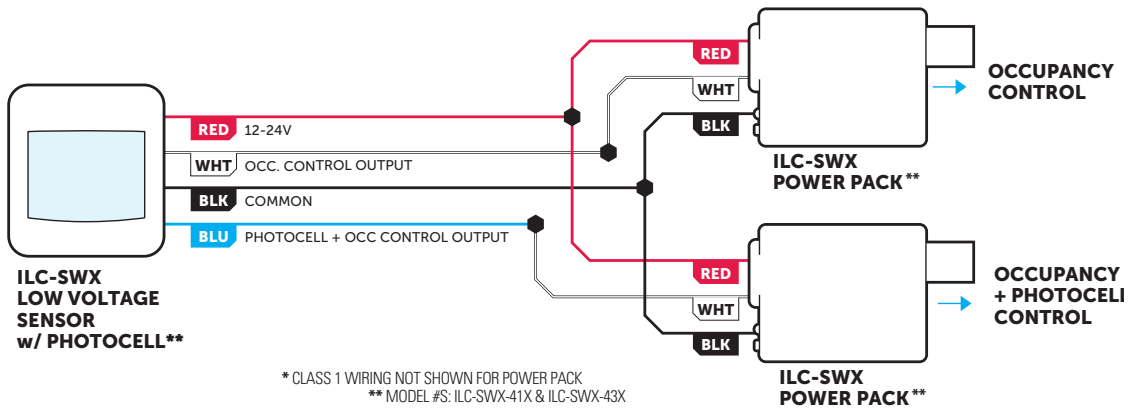 RED 12-24V
WHT OCC. CONTROL OUTPUT
BLK COMMON
BLU PHOTOCELL + OCC CONTROL OUTPUT
ILC-SWX
LOW VOLTAGE
SENSOR
w/ PHOTOCELL**
RED
WHT
BLK
ILC-SWX
POWER PACK**
OCCUPANCY
CONTROL
RED
WHT
BLK
ILC-SWX
POWER PACK**
OCCUPANCY
+ PHOTOCELL
CONTROL
* CLASS 1 WIRING NOT SHOWN FOR POWER PACK
** MODEL #S: ILC-SWX-41X & ILC-SWX-43X